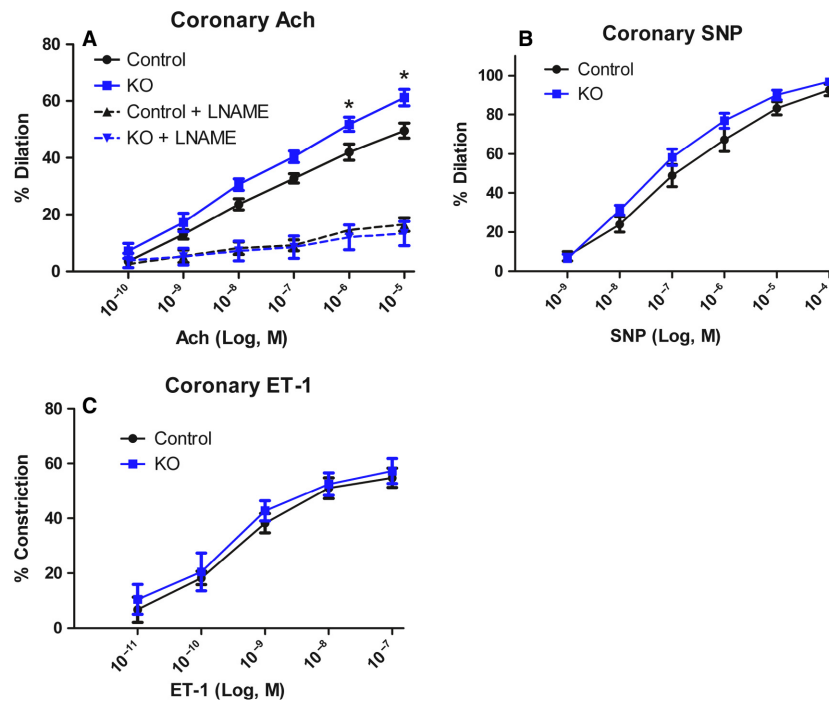 Coronary Ach
A
Control
KO
Control + LNAME
KO + LNAME
*
*
% Dilation
80
60
40
20
0
10⁻¹⁰
10⁻⁹
10⁻⁸
10⁻⁷
10⁻⁶
10⁻⁵
Ach (Log, M)
Coronary SNP
B
Control
KO
% Dilation
100
80
60
40
20
0
10⁻⁹
10⁻⁸
10⁻⁷
10⁻⁶
10⁻⁵
10⁻⁴
SNP (Log, M)
Coronary ET-1
C
Control
KO
% Constriction
80
60
40
20
0
10⁻¹¹
10⁻¹⁰
10⁻⁹
10⁻⁸
10⁻⁷
ET-1 (Log, M)